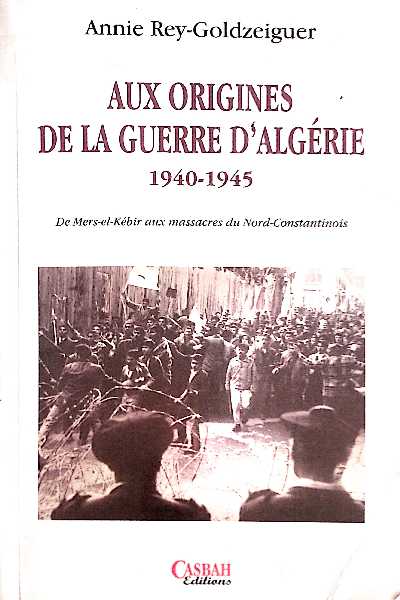 Annie Rey-Goldzeiguer
AUX ORIGINES
DE LA GUERRE D'ALGÉRIE
1940-1945
De Mers-el-Kébir aux massacres du Nord-Constantinois
CASBAH
Editions